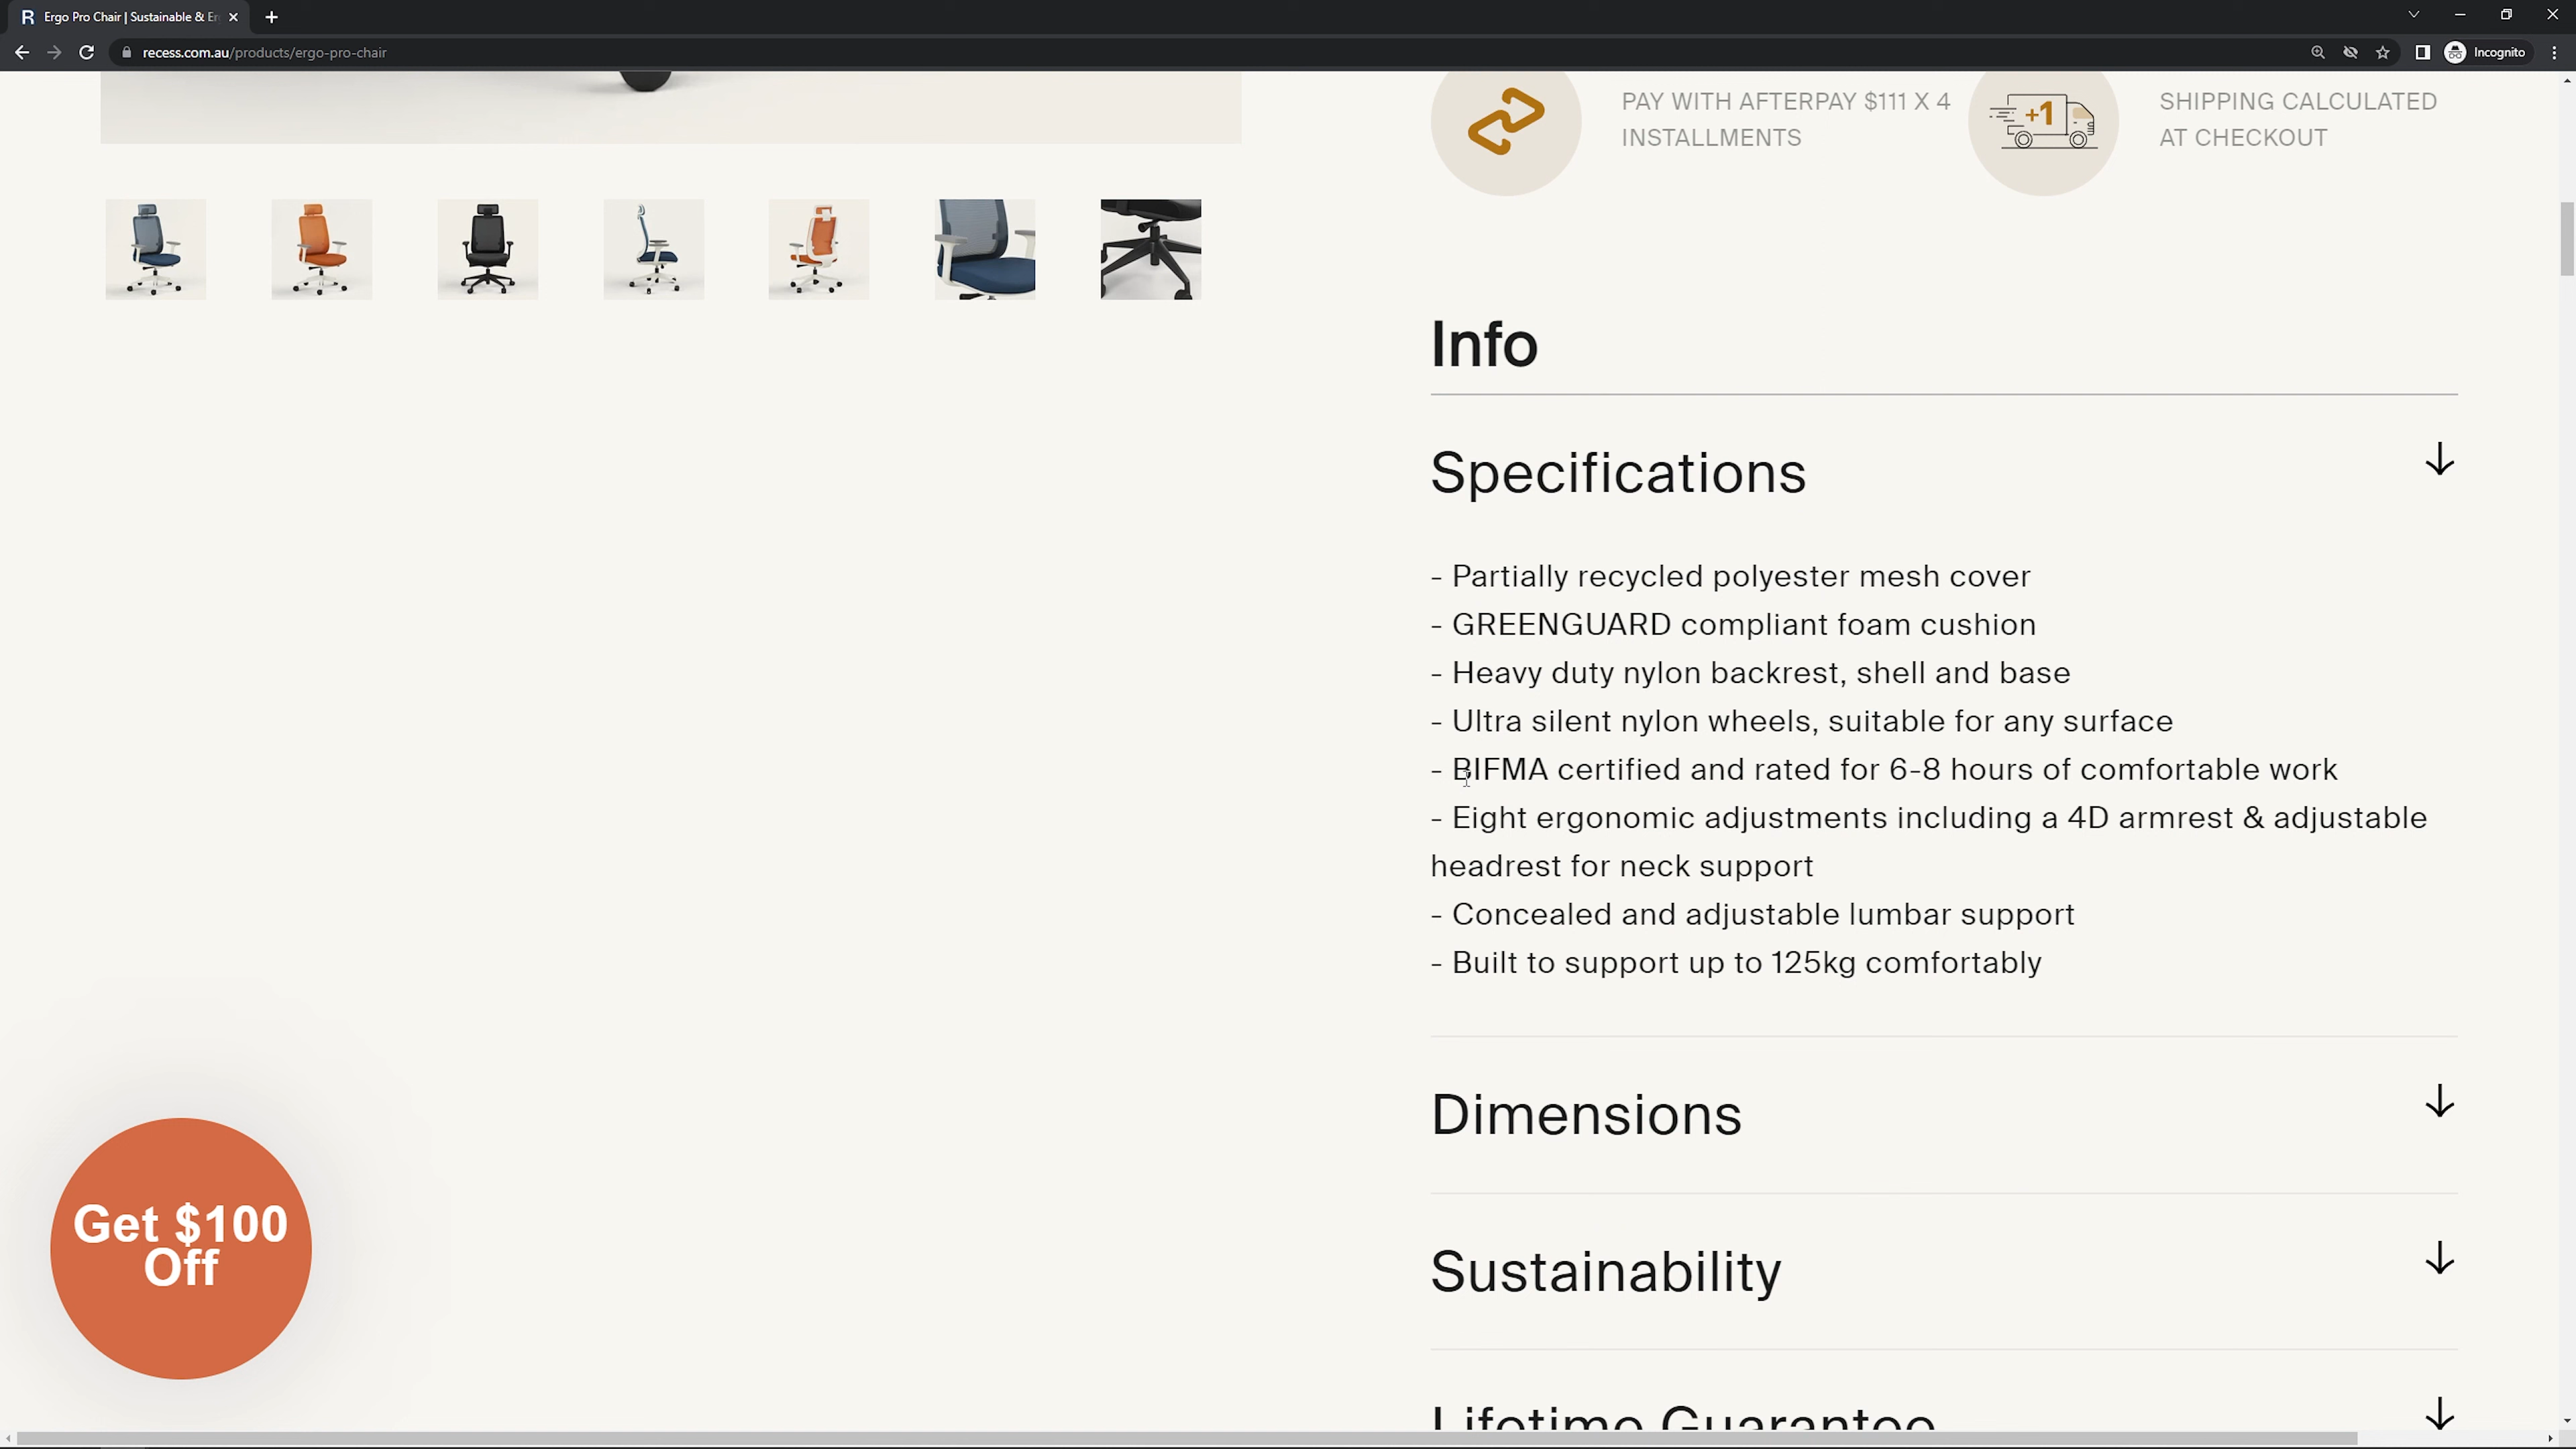 R Ergo Pro Chair | Sustainable & Er
recess.com.au/products/ergo-pro-chair
Incognito
PAY WITH AFTERPAY $111 X 4
INSTALLMENTS
+1
SHIPPING CALCULATED
AT CHECKOUT
Info
Specifications
- Partially recycled polyester mesh cover
- GREENGUARD compliant foam cushion
- Heavy duty nylon backrest, shell and base
- Ultra silent nylon wheels, suitable for any surface
- BIFMA certified and rated for 6-8 hours of comfortable work
- Eight ergonomic adjustments including a 4D armrest & adjustable
headrest for neck support
- Concealed and adjustable lumbar support
- Built to support up to 125kg comfortably
Dimensions
Sustainability
Lifetime Guarantee
Get $100
Off